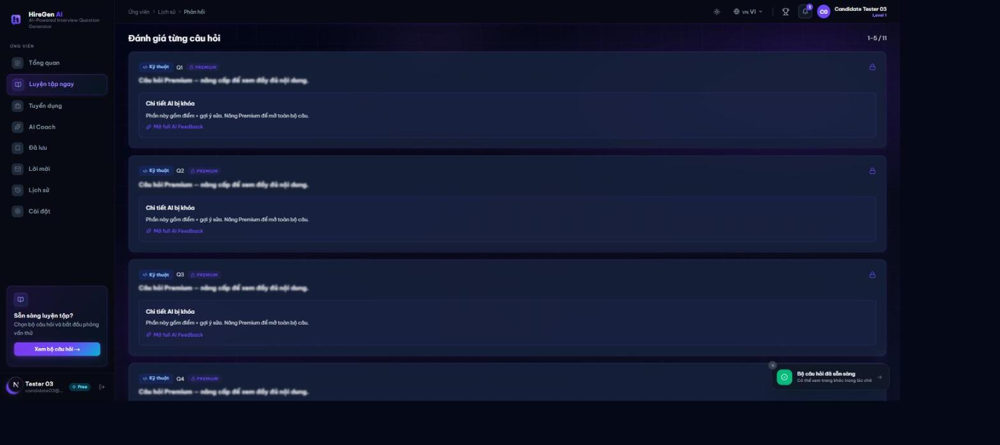 HireGen AI
AI-Powered Interview Question
Generator
ỨNG VIÊN
Tổng quan
Luyện tập ngay
Tuyển dụng
AI Coach
Đã lưu
Lời mời
Lịch sử
Cài đặt
Sẵn sàng luyện tập?
Chọn bộ câu hỏi và bắt đầu phỏng
vấn thử
Xem bộ câu hỏi →
N
Tester 03
candidate03@...
Free
Ứng viên > Lịch sử > Phản hồi
VN VI
1
C0
Candidate Tester 03
Level 1
Đánh giá từng câu hỏi
1–5 / 11
Kỹ thuật Q1 PREMIUM
Câu hỏi Premium — nâng cấp để xem đầy đủ nội dung.
Chi tiết AI bị khóa
Phần này gồm điểm + gợi ý sửa. Nâng Premium để mở toàn bộ câu.
Mở full AI Feedback
Kỹ thuật Q2 PREMIUM
Câu hỏi Premium — nâng cấp để xem đầy đủ nội dung.
Chi tiết AI bị khóa
Phần này gồm điểm + gợi ý sửa. Nâng Premium để mở toàn bộ câu.
Mở full AI Feedback
Kỹ thuật Q3 PREMIUM
Câu hỏi Premium — nâng cấp để xem đầy đủ nội dung.
Chi tiết AI bị khóa
Phần này gồm điểm + gợi ý sửa. Nâng Premium để mở toàn bộ câu.
Mở full AI Feedback
Kỹ thuật Q4 PREMIUM
Câu hỏi Premium — nâng cấp để xem đầy đủ nội dung.
Bộ câu hỏi đã sẵn sàng
Có thể xem trang khác trong lúc chờ